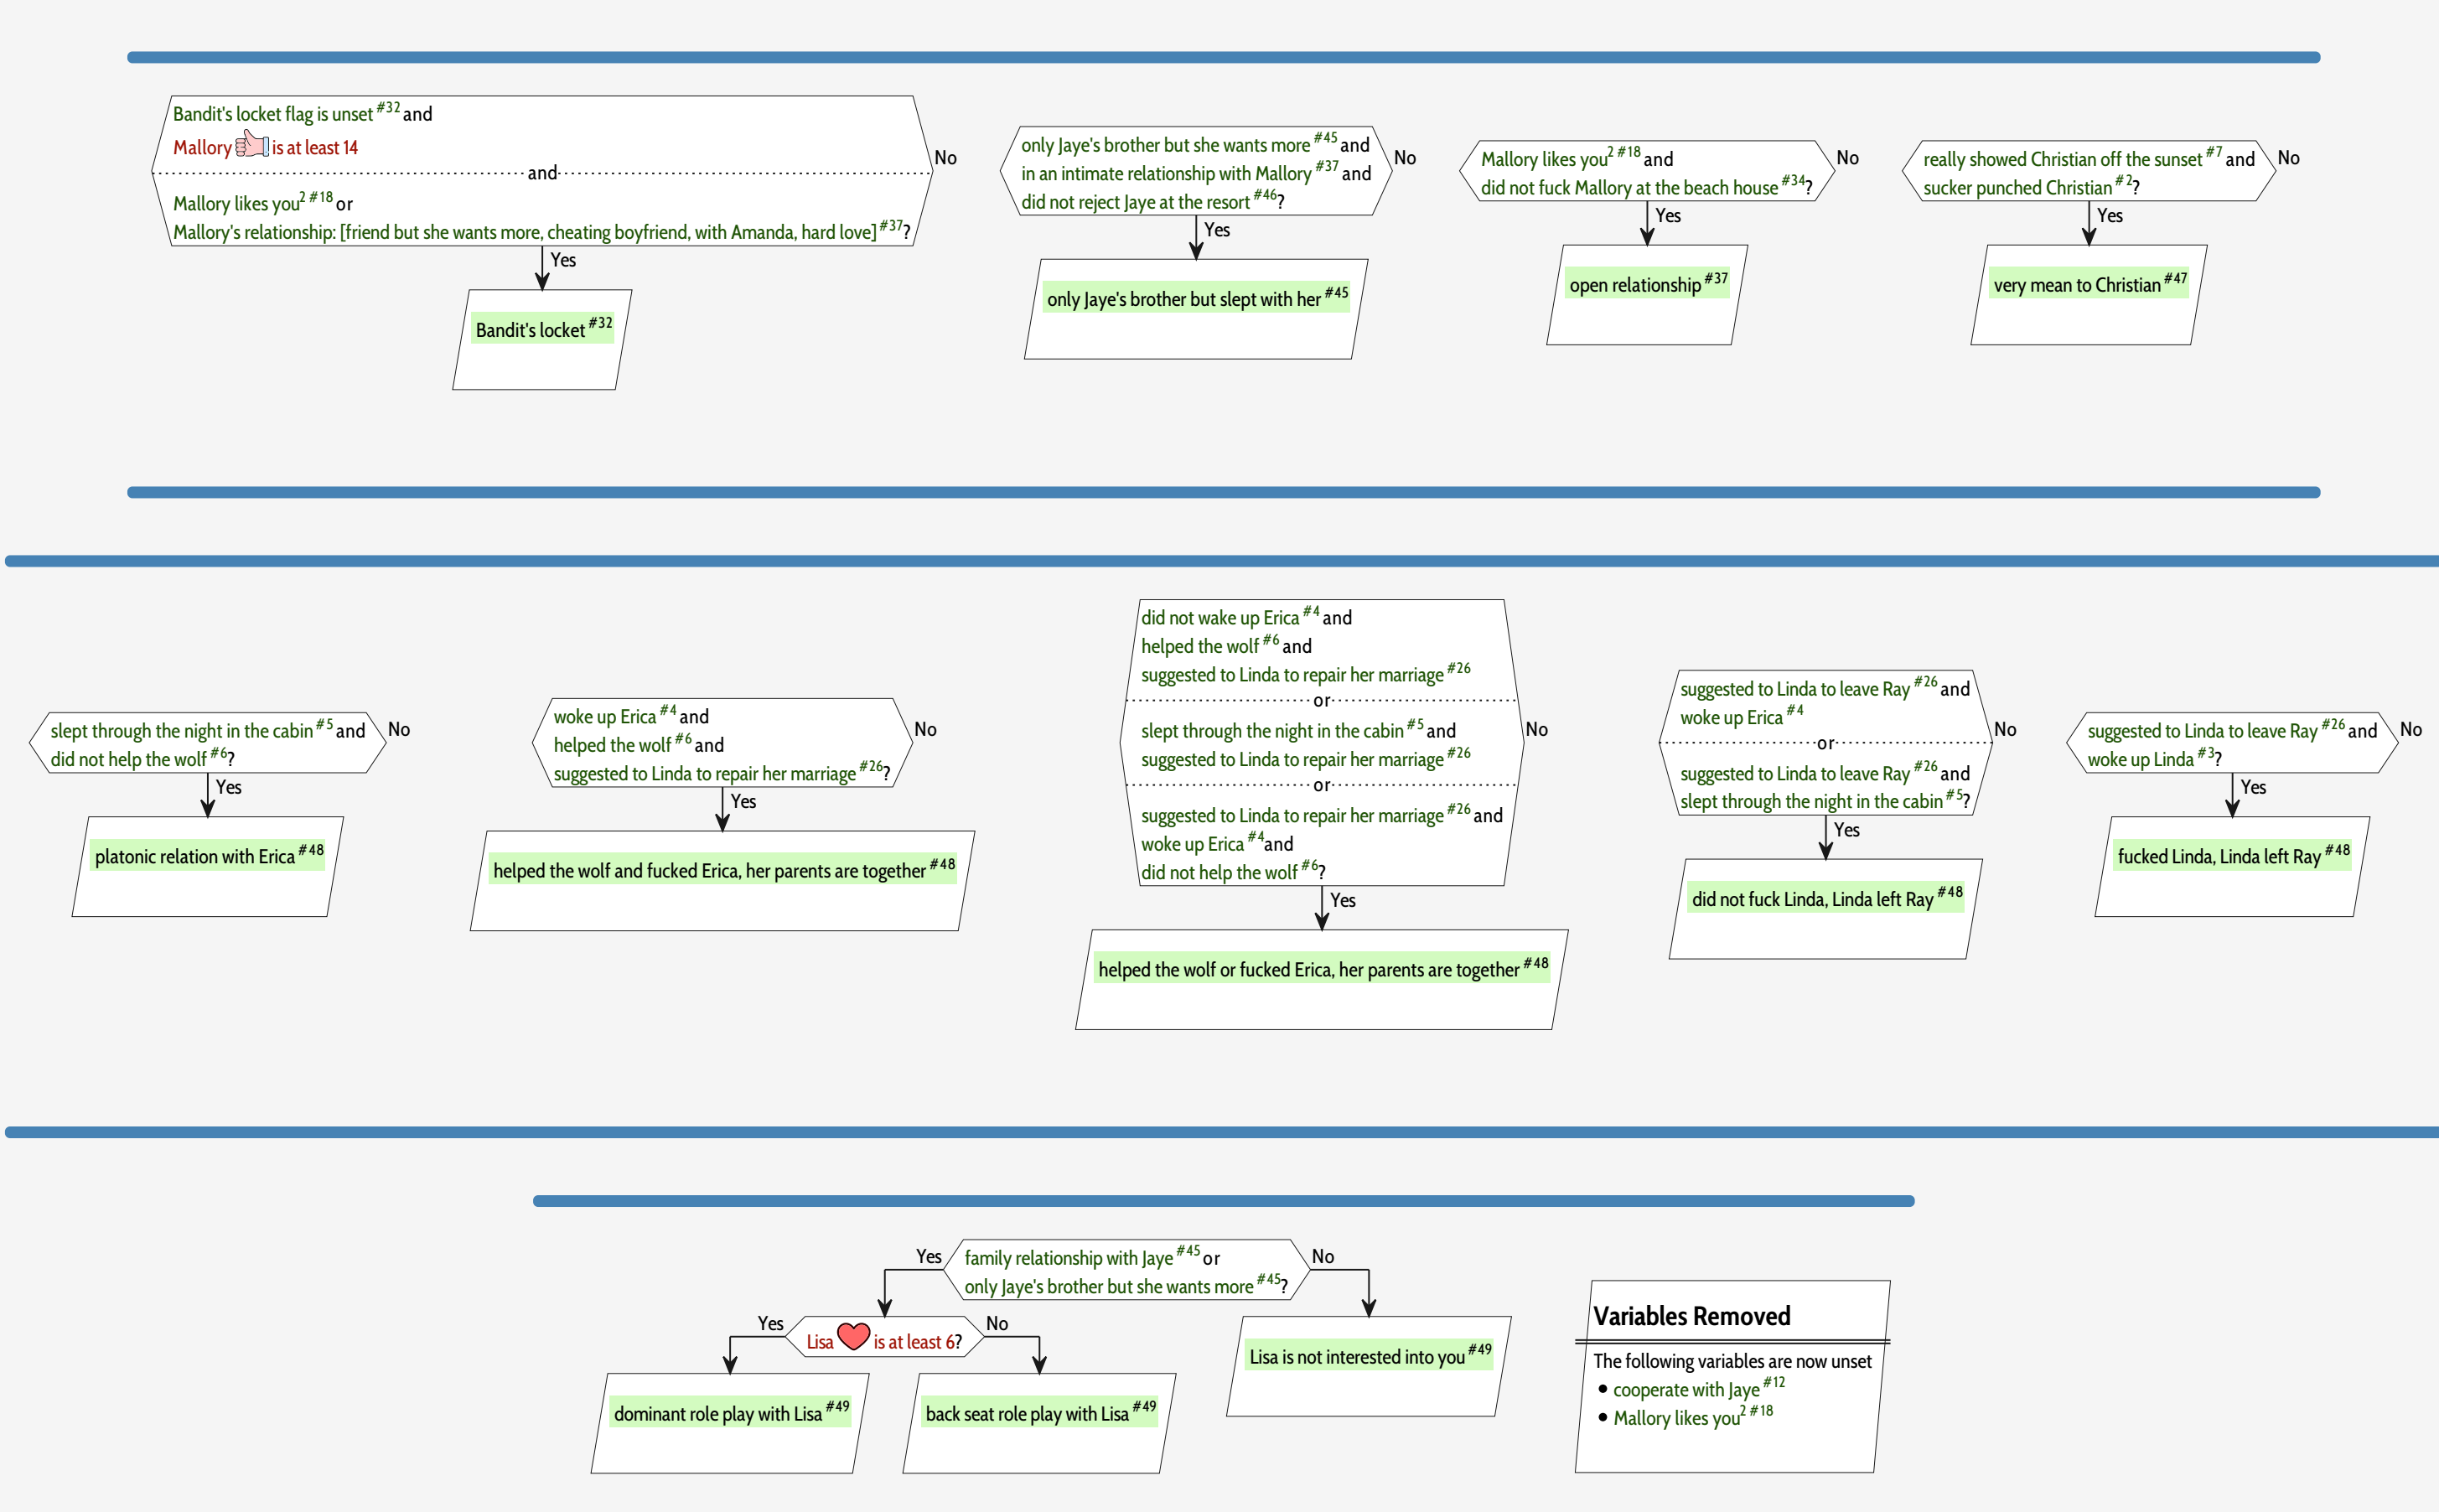 Bandit's locket flag is unset #32 and
Mallory is at least 14
and
Mallory likes you2 #18 or
Mallory's relationship: [friend but she wants more, cheating boyfriend, with Amanda, hard love] #37?
No
Yes
Bandit's locket #32
only Jaye's brother but she wants more #45 and
in an intimate relationship with Mallory #37 and
did not reject Jaye at the resort #46?
No
Yes
only Jaye's brother but slept with her #45
Mallory likes you2 #18 and
did not fuck Mallory at the beach house #34?
No
Yes
open relationship #37
really showed Christian off the sunset #7 and
sucker punched Christian #2?
No
Yes
very mean to Christian #47
slept through the night in the cabin #5 and
did not help the wolf #6?
No
Yes
platonic relation with Erica #48
woke up Erica #4 and
helped the wolf #6 and
suggested to Linda to repair her marriage #26?
No
Yes
helped the wolf and fucked Erica, her parents are together #48
did not wake up Erica #4 and
helped the wolf #6 and
suggested to Linda to repair her marriage #26
or
slept through the night in the cabin #5 and
suggested to Linda to repair her marriage #26
or
suggested to Linda to repair her marriage #26 and
woke up Erica #4 and
did not help the wolf #6?
No
Yes
helped the wolf or fucked Erica, her parents are together #48
suggested to Linda to leave Ray #26 and
woke up Erica #4
or
suggested to Linda to leave Ray #26 and
slept through the night in the cabin #5?
No
Yes
did not fuck Linda, Linda left Ray #48
suggested to Linda to leave Ray #26 and
woke up Linda #3?
No
Yes
fucked Linda, Linda left Ray #48
family relationship with Jaye #45 or
only Jaye's brother but she wants more #45?
Yes
No
Lisa is at least 6?
Yes
No
dominant role play with Lisa #49
back seat role play with Lisa #49
Lisa is not interested into you #49
Variables Removed
The following variables are now unset
• cooperate with Jaye #12
• Mallory likes you2 #18